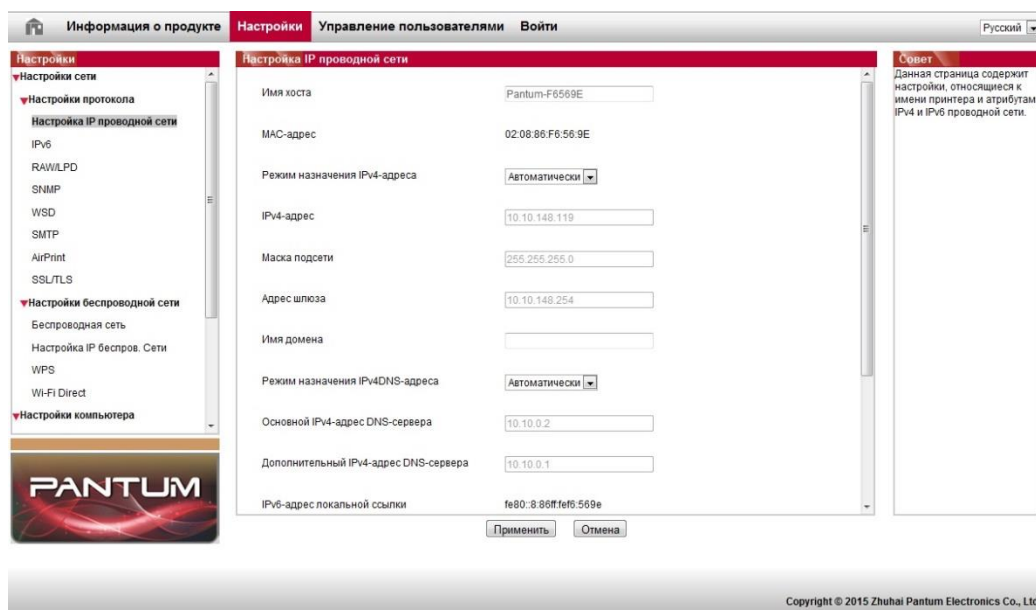 Информация о продукте Настройки Управление пользователями Войти Русский
Настройки
Настройки сети
Настройки протокола
Настройка IP проводной сети
IPv6
RAW/LPD
SNMP
WSD
SMTP
AirPrint
SSL/TLS
Настройки беспроводной сети
Беспроводная сеть
Настройка IP беспров. Сети
WPS
Wi-Fi Direct
Настройки компьютера
PANTUM
Настройка IP проводной сети
Имя хоста Pantum-F6569E
MAC-адрес 02:08:86:F6:56:9E
Режим назначения IPv4-адреса Автоматически
IPv4-адрес 10.10.148.119
Маска подсети 255.255.255.0
Адрес шлюза 10.10.148.254
Имя домена
Режим назначения IPv4DNS-адреса Автоматически
Основной IPv4-адрес DNS-сервера 10.10.0.2
Дополнительный IPv4-адрес DNS-сервера 10.10.0.1
IPv6-адрес локальной ссылки fe80::8:86ff:fef6:569e
Применить Отмена
Совет
Данная страница содержит
настройки, относящиеся к
имени принтера и атрибутам
IPv4 и IPv6 проводной сети.
Copyright © 2015 Zhuhai Pantum Electronics Co., Ltd